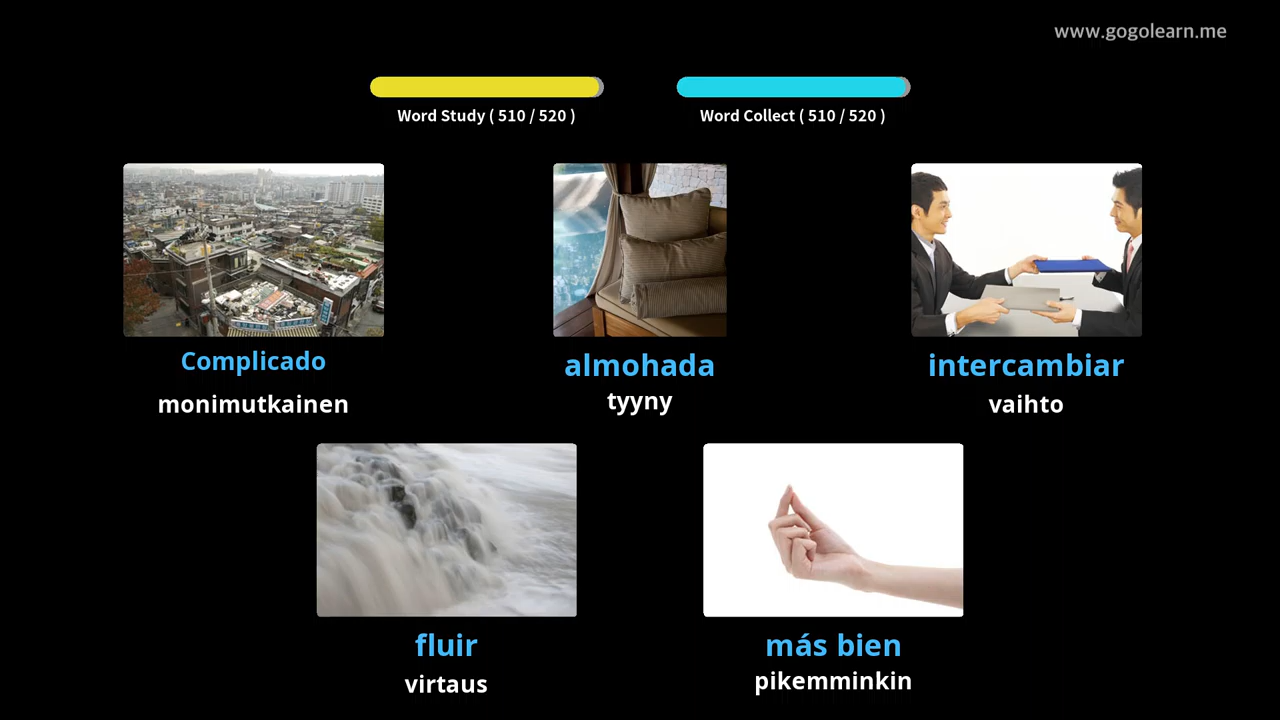 www.gogolearn.me
Word Study ( 510 / 520 )
Word Collect ( 510 / 520 )
Complicado
monimutkainen
almohada
tyyny
intercambiar
vaihto
fluir
virtaus
más bien
pikemminkin